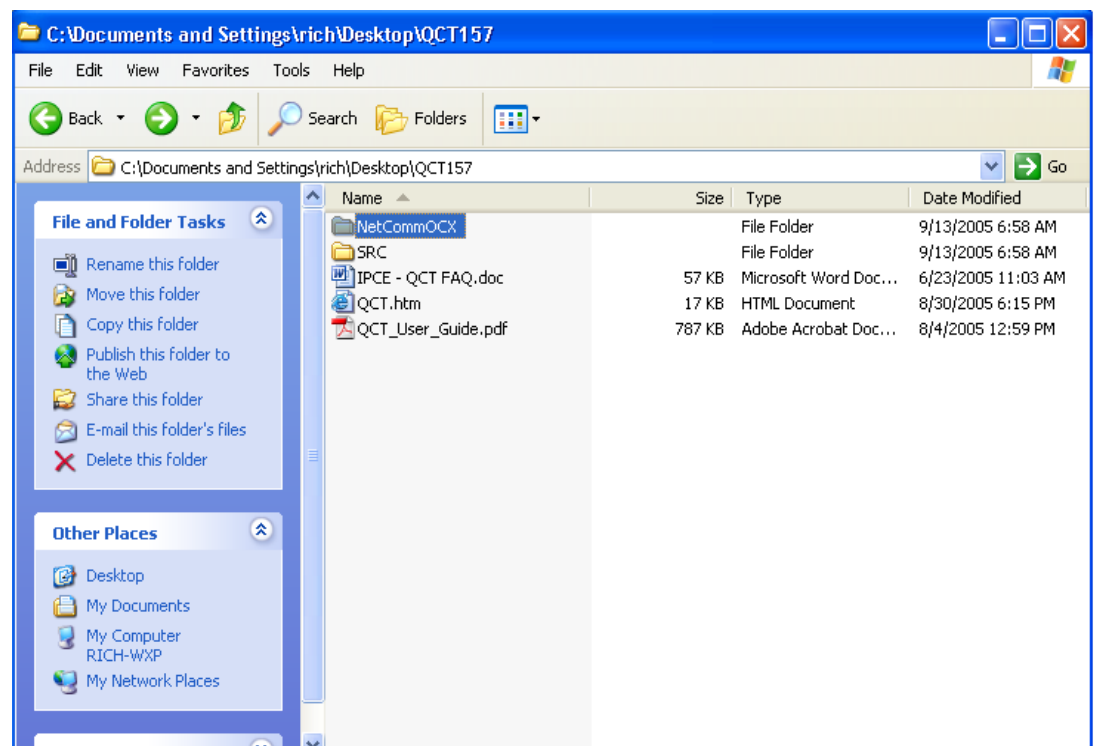 C:\Documents and Settings\rich\Desktop\QCT157
File Edit View Favorites Tools Help
Back Search Folders
Address C:\Documents and Settings\rich\Desktop\QCT157 Go
File and Folder Tasks
Rename this folder
Move this folder
Copy this folder
Publish this folder to
the Web
Share this folder
E-mail this folder's files
Delete this folder
Other Places
Desktop
My Documents
My Computer
RICH-WXP
My Network Places
Name Size Type Date Modified
NetCommOCX File Folder 9/13/2005 6:58 AM
SRC File Folder 9/13/2005 6:58 AM
IPCE - QCT FAQ.doc 57 KB Microsoft Word Doc... 6/23/2005 11:03 AM
QCT.htm 17 KB HTML Document 8/30/2005 6:15 PM
QCT_User_Guide.pdf 787 KB Adobe Acrobat Doc... 8/4/2005 12:59 PM